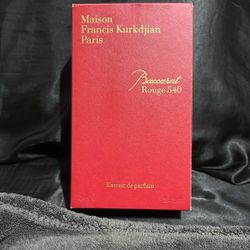 Maison
Francis Kurkdjian
Paris
Baccarat
Rouge 540
Extrait de parfum